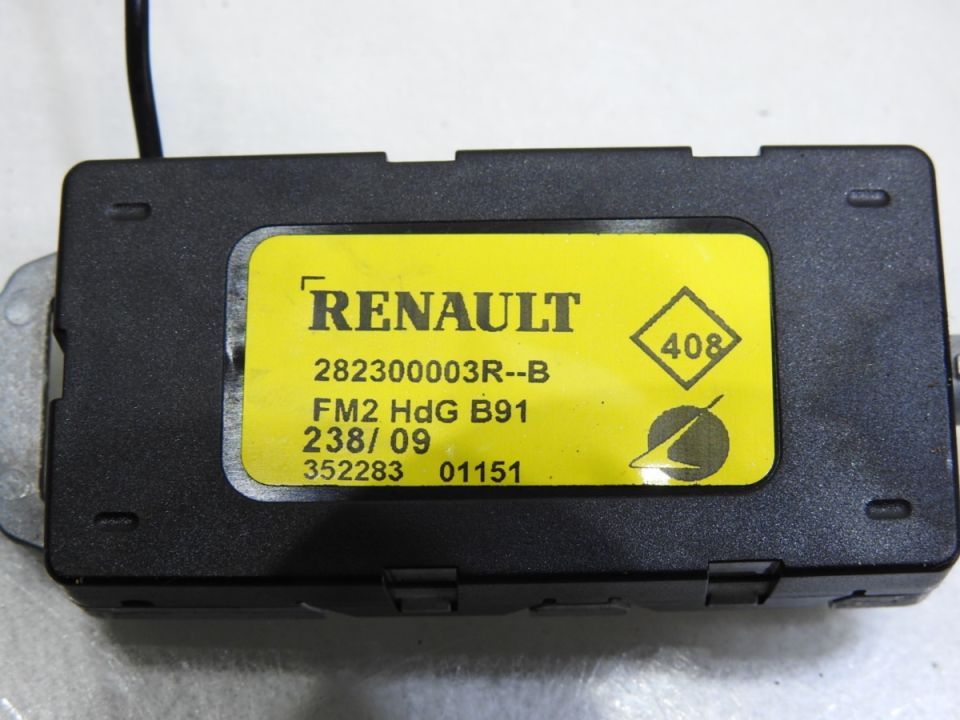 RENAULT
408
282300003R--B
FM2 HdG B91
238/ 09
352283 01151